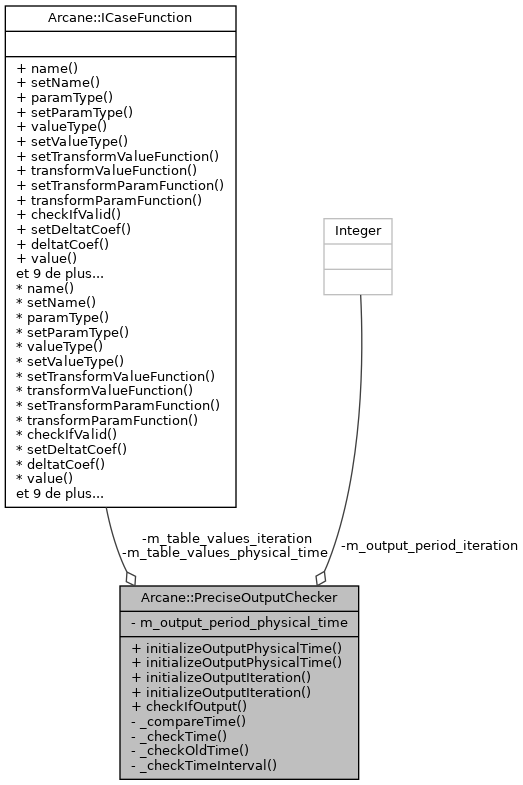 Arcane::ICaseFunction
+ name()
+ setName()
+ paramType()
+ setParamType()
+ valueType()
+ setValueType()
+ setTransformValueFunction()
+ transformValueFunction()
+ setTransformParamFunction()
+ transformParamFunction()
+ checkIfValid()
+ setDeltatCoef()
+ deltatCoef()
+ value()
et 9 de plus...
* name()
* setName()
* paramType()
* setParamType()
* valueType()
* setValueType()
* setTransformValueFunction()
* transformValueFunction()
* setTransformParamFunction()
* transformParamFunction()
* checkIfValid()
* setDeltatCoef()
* deltatCoef()
* value()
et 9 de plus...
Integer
-m_table_values_iteration
-m_table_values_physical_time
-m_output_period_iteration
Arcane::PreciseOutputChecker
- m_output_period_physical_time
+ initializeOutputPhysicalTime()
+ initializeOutputPhysicalTime()
+ initializeOutputIteration()
+ initializeOutputIteration()
+ checkIfOutput()
- _compareTime()
- _checkTime()
- _checkOldTime()
- _checkTimeInterval()